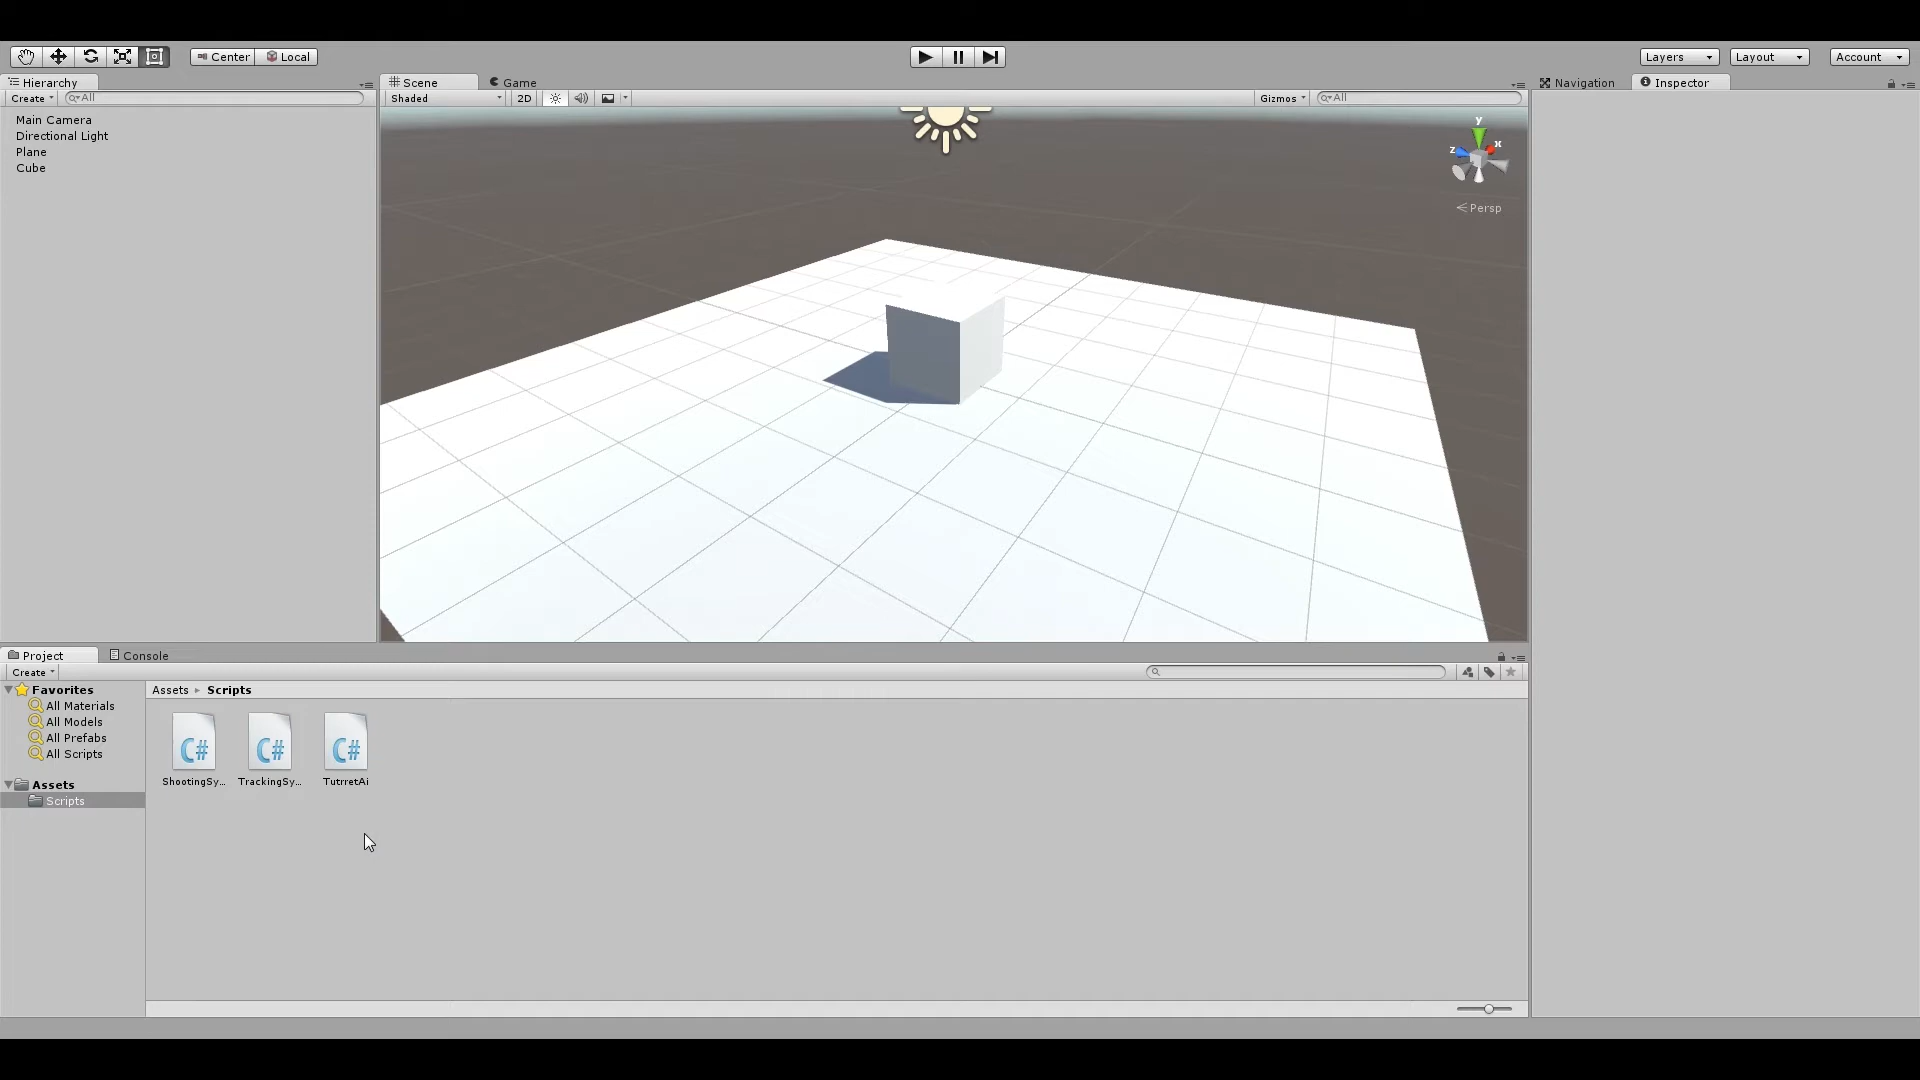 Center Local Layers Layout Account
Hierarchy Scene Game Navigation Inspector
Create All Shaded 2D Gizmos All
Main Camera
Directional Light
Plane
Cube
y
z x
Persp
Project Console
Create
Favorites
All Materials
All Models
All Prefabs
All Scripts
Assets
Scripts
Assets Scripts
C# C# C#
ShootingSy... TrackingSy... TutrretAi